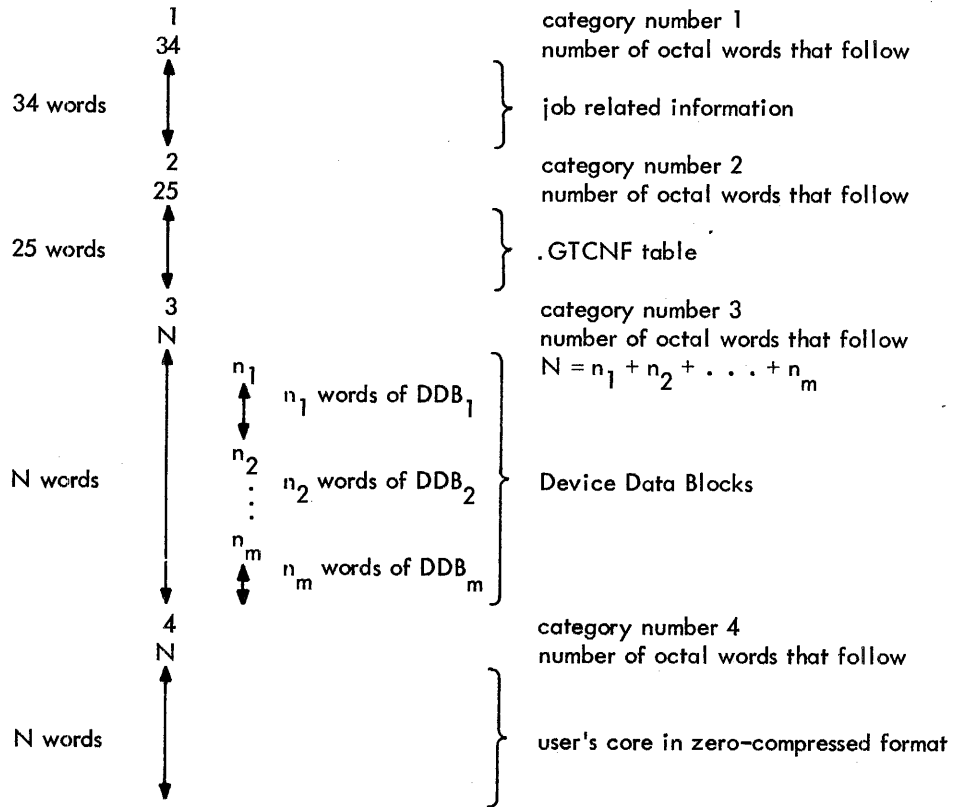 1 category number 1
34 number of octal words that follow
34 words job related information
2 category number 2
25 number of octal words that follow
25 words .GTCNF table
3 category number 3
N number of octal words that follow
n1 N = n1 + n2 + . . . + nm
n1 words of DDB1
n2
N words n2 words of DDB2 Device Data Blocks
nm
nm words of DDBm
4 category number 4
N number of octal words that follow
N words user's core in zero-compressed format